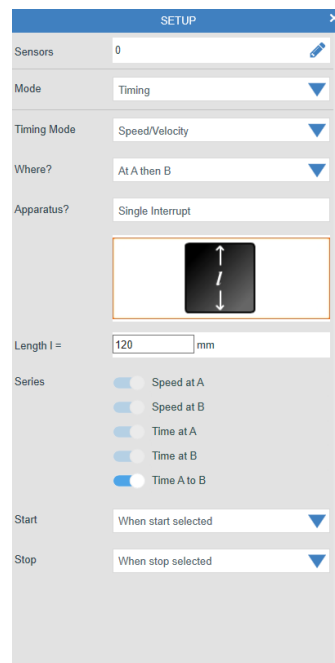 SETUP
Sensors 0
Mode Timing
Timing Mode Speed/Velocity
Where? At A then B
Apparatus? Single Interrupt
l
Length l = 120 mm
Series Speed at A
Speed at B
Time at A
Time at B
Time A to B
Start When start selected
Stop When stop selected